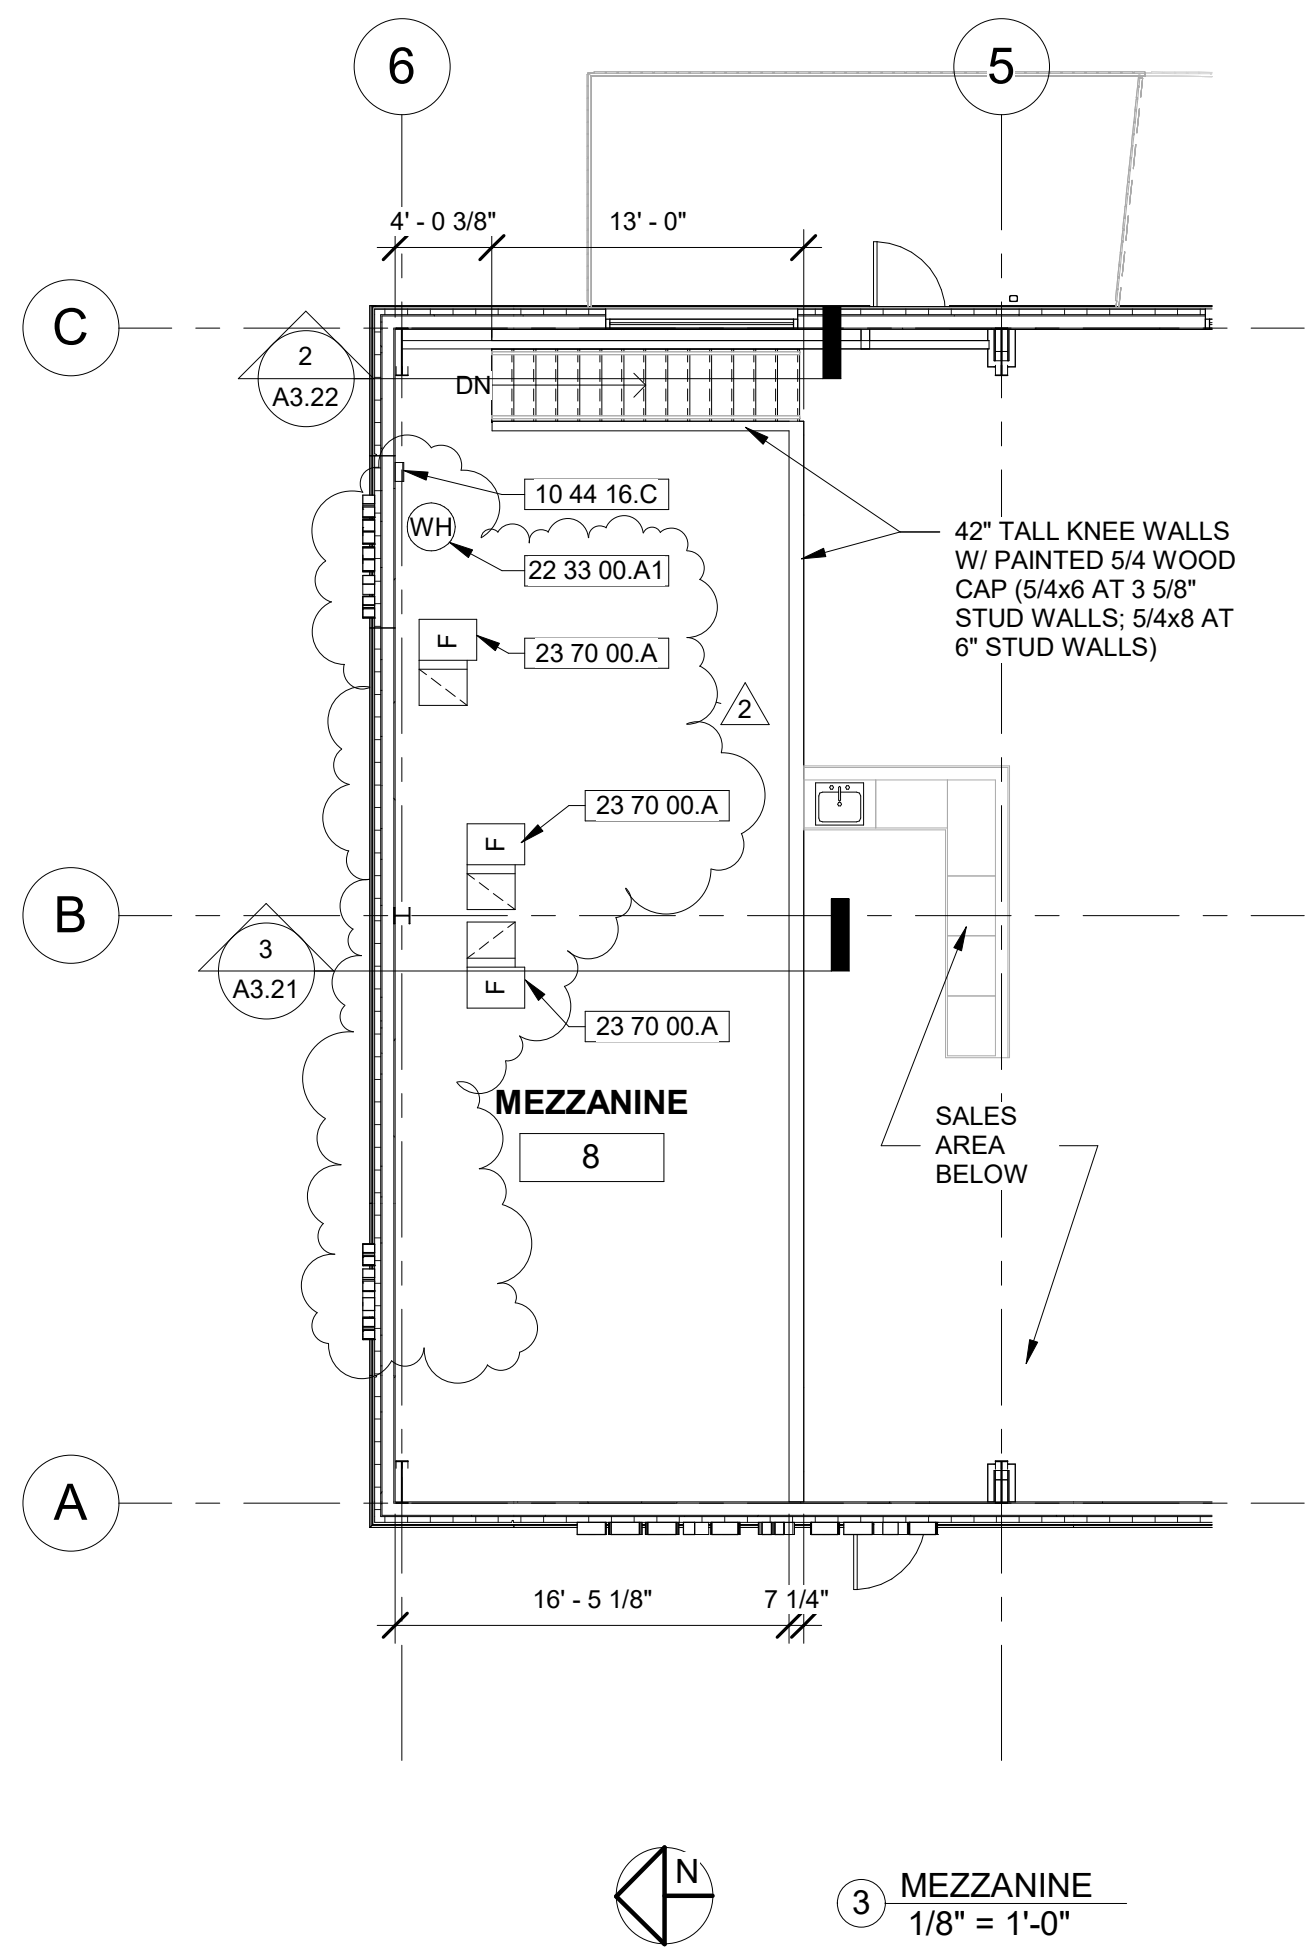 6
5
4' - 0 3/8"
13' - 0"
C
2
A3.22
DN
10 44 16.C
WH
22 33 00.A1
42" TALL KNEE WALLS
W/ PAINTED 5/4 WOOD
CAP (5/4x6 AT 3 5/8"
STUD WALLS; 5/4x8 AT
6" STUD WALLS)
F
23 70 00.A
2
23 70 00.A
F
B
3
A3.21
F
23 70 00.A
MEZZANINE
8
SALES
AREA
BELOW
A
16' - 5 1/8"
7 1/4"
N
3
MEZZANINE
1/8" = 1'-0"